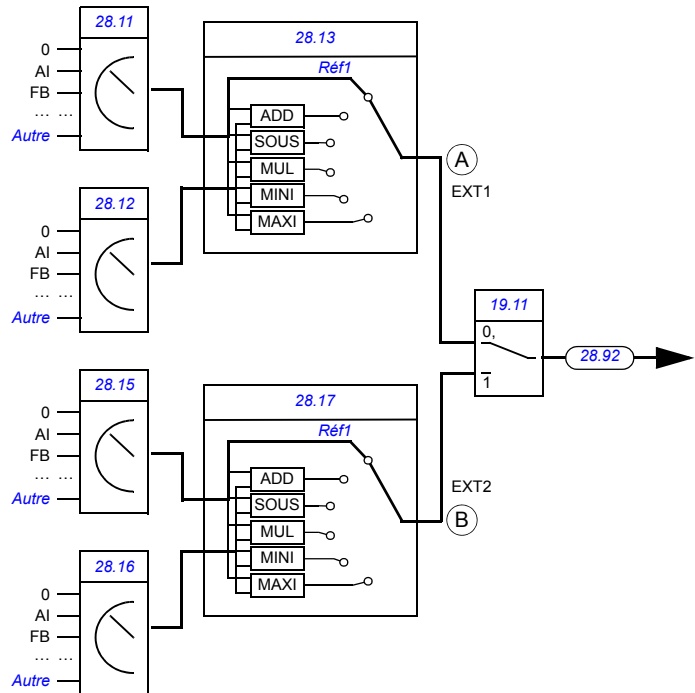 28.11
0
AI
FB
... ...
Autre
28.12
0
AI
FB
... ...
Autre
28.13
Réf1
ADD
SOUS
MUL
MINI
MAXI
A
EXT1
19.11
0,
1
28.92
28.15
0
AI
FB
... ...
Autre
28.16
0
AI
FB
... ...
Autre
28.17
Réf1
ADD
SOUS
MUL
MINI
MAXI
EXT2
B